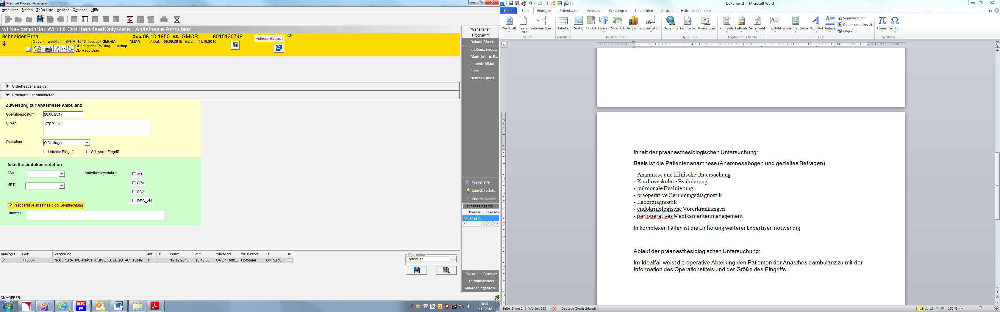 Medical Process Assistant
Ambulanz Station ToDo Liste Ansicht Optionen Hilfe
wflNavigationBar.WFLDLOrdThenReadOnlyState : Anästhesie Ambulanz
Schneider Erna Geb. 06.10.1950 AZ: GMOR 8015130748 Anlegen Besuch GM
Geschl. weiblich SVNR 1646 liegt auf GMORA GMOR A.Dat.: 05.09.2015 E.Dat.: 11.10.2016
... LA ICD/langschr EWDiag Orthop.
ICD HauptDiag
Orderheader anzeigen
Orderformular minimieren
Zuweisung zur Anästhesie Ambulanz
Operationsdatum 20.06.2017
OP-Art KTEP links
Operateur O Dallinger
Leichter Eingriff Schwerer Eingriff
Anästhesiedokumentation
ASA: Anästhesieverfahren: AN
SPA
MET: PDA
REG_AN
Präoperative anästhesiolog. Begutachtung
Hinweis:
KatalogKz Code Bezeichnung Anz. Lk Datum Zeit Mitarbeiter Mit. Kurzbez. Kz LKF
01 710604 PRÄOPERATIVE ANÄSTHESIOLOG. BEGUTACHTUNG 1 19.12.2016 16:46:58 OA Dr. Hofb... Hofbauer GMPERO...
Mitarbeiter
Hofbauer ...
GMHOFBFR
Weiterleiten
Programm
Befund-Check
Int.Kons. (woc...
Akute intern. B...
Intensiv Diktat
Ende
Befund-Check
Weiterleiten
Zurück Todoli...
Zurück Workar...
Prozess bearbe...
Prozess Taskname
Anästh...
Document Browser
Terminkalender
Anforderungsbrow...
SK
P
16:47
19.12.2016
Dokument1 - Microsoft Word
Datei Start Einfügen Seitenlayout Verweise Sendungen Überprüfen Ansicht Heilmittelökonomie
Deckblatt Leere Seite Seitenumbruch Tabelle Grafik ClipArt Formen SmartArt Diagramm Screenshot Hyperlink Textmarke Querverweis Kopfzeile Fußzeile Seitenzahl Textfeld Schnellbausteine WordArt Initiale Signaturzeile Datum und Uhrzeit Objekt Formel Symbol
Seiten Tabellen Illustrationen Hyperlinks Kopf- und Fußzeile Text Symbole
Inhalt der präanästhesiologischen Untersuchung:
Basis ist die Patientenanamnese (Anamnesebogen und gezieltes Befragen)
- Anamnese und klinische Untersuchung
- Kardiovaskuläre Evaluierung
- pulmonale Evaluierung
- präoperative Gerinnungsdiagnostik
- Labordiagnostik
- endokrinologische Vorerkrankungen
- perioperatives Medikamentenmanagement
In komplexen Fällen ist die Einholung weiterer Expertisen notwendig
Ablauf der präanästhesiologischen Untersuchung:
Im Idealfall weist die operative Abteilung den Patienten der Anästhesieambulanz zu mit der
Information des Operationstitels und der Größe des Eingriffs
Seite: 2 von 2 Wörter: 283 Deutsch (Deutschland) 130 %